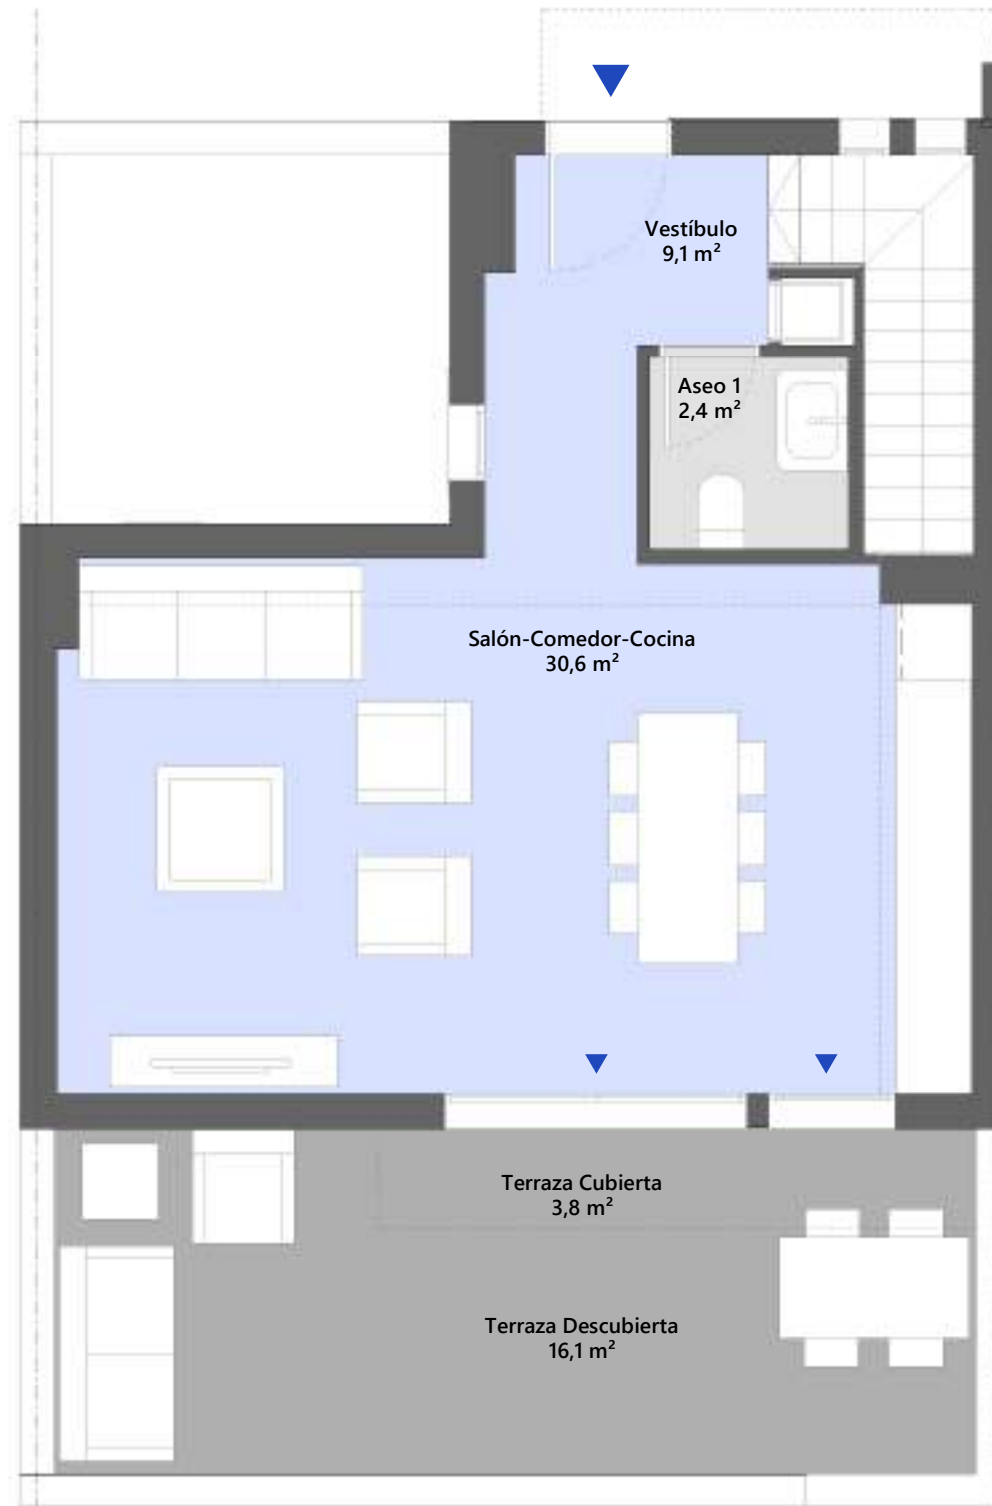 Vestíbulo
9,1 m²
Aseo 1
2,4 m²
Salón-Comedor-Cocina
30,6 m²
Terraza Cubierta
3,8 m²
Terraza Descubierta
16,1 m²